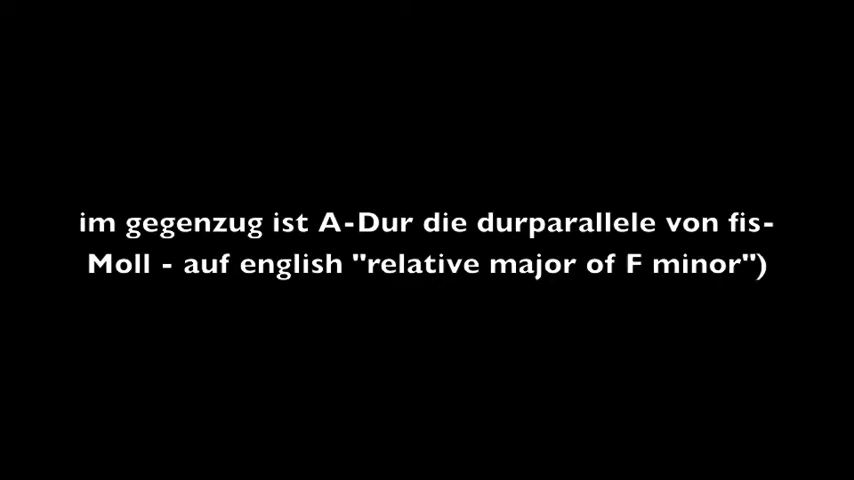 im gegenzug ist A-Dur die durparallele von fis-
Moll - auf english "relative major of F minor")